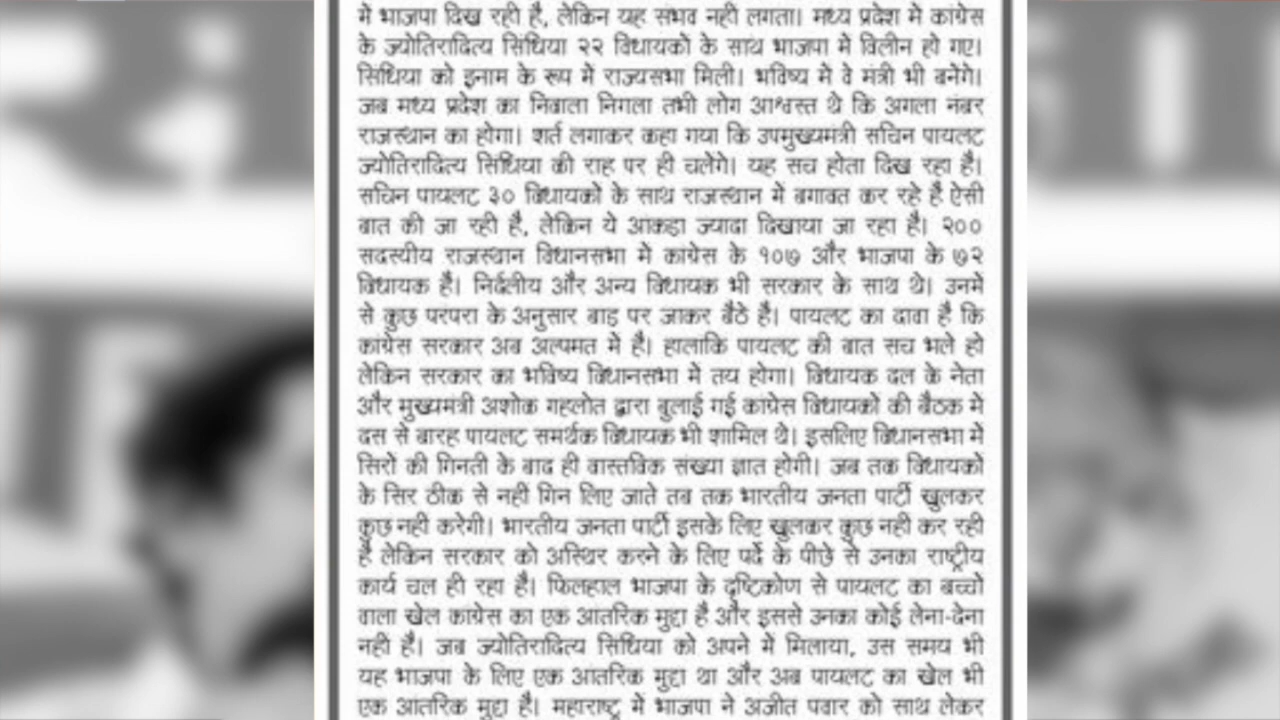 में भाजपा दिख रही है, लेकिन यह संभव नहीं लगता। मध्य प्रदेश में कांग्रेस
के ज्योतिरादित्य सिंधिया २२ विधायकों के साथ भाजपा में विलीन हो गए।
सिंधिया को इनाम के रूप में राज्यसभा मिली। भविष्य में वे मंत्री भी बनेंगे।
जब मध्य प्रदेश का निवाला निगला तभी लोग आश्वस्त थे कि अगला नंबर
राजस्थान का होगा। शर्त लगाकर कहा गया कि उपमुख्यमंत्री सचिन पायलट
ज्योतिरादित्य सिंधिया की राह पर ही चलेंगे। यह सच होता दिख रहा है।
सचिन पायलट ३० विधायकों के साथ राजस्थान में बगावत कर रहे हैं ऐसी
बात की जा रही है, लेकिन ये आंकड़ा ज्यादा दिखाया जा रहा है। २००
सदस्यीय राजस्थान विधानसभा में कांग्रेस के १०७ और भाजपा के ७२
विधायक हैं। निर्दलीय और अन्य विधायक भी सरकार के साथ थे। उनमें
से कुछ परंपरा के अनुसार बाड़ पर जाकर बैठे हैं। पायलट का दावा है कि
कांग्रेस सरकार अब अल्पमत में है। हालांकि पायलट की बात सच भले हो
लेकिन सरकार का भविष्य विधानसभा में तय होगा। विधायक दल के नेता
और मुख्यमंत्री अशोक गहलोत द्वारा बुलाई गई कांग्रेस विधायकों की बैठक में
दस से बारह पायलट समर्थक विधायक भी शामिल थे। इसलिए विधानसभा में
सिरों की गिनती के बाद ही वास्तविक संख्या ज्ञात होगी। जब तक विधायकों
के सिर ठीक से नहीं गिन लिए जाते तब तक भारतीय जनता पार्टी खुलकर
कुछ नहीं करेगी। भारतीय जनता पार्टी इसके लिए खुलकर कुछ नहीं कर रही
है लेकिन सरकार को अस्थिर करने के लिए पर्दे के पीछे से उनका राष्ट्रीय
कार्य चल ही रहा है। फिलहाल भाजपा के दृष्टिकोण से पायलट का बच्चों
वाला खेल कांग्रेस का एक आंतरिक मुद्दा है और इससे उनका कोई लेना-देना
नहीं है। जब ज्योतिरादित्य सिंधिया को अपने में मिलाया, उस समय भी
यह भाजपा के लिए एक आंतरिक मुद्दा था और अब पायलट का खेल भी
एक आंतरिक मुद्दा है। महाराष्ट्र में भाजपा ने अजीत पवार को साथ लेकर